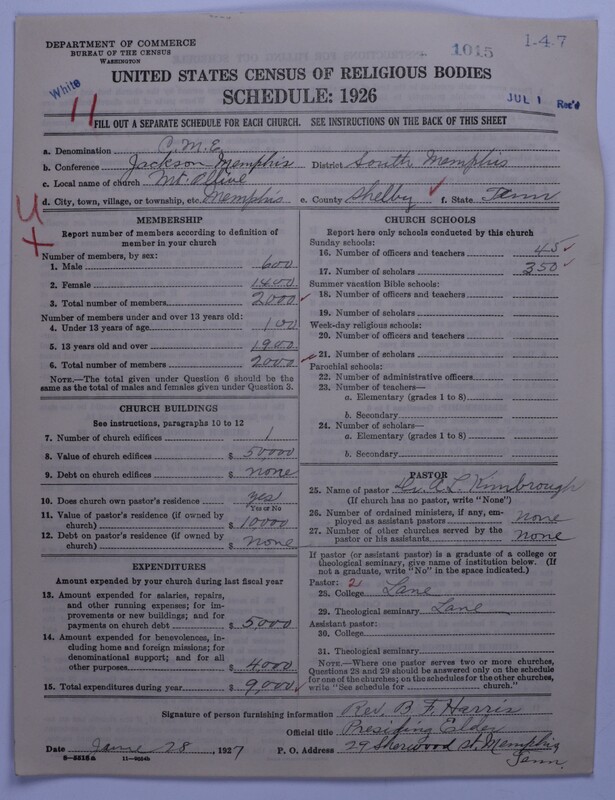 DEPARTMENT OF COMMERCE
BUREAU OF THE CENSUS
WASHINGTON
1015
1-4-7
White
11
UNITED STATES CENSUS OF RELIGIOUS BODIES
SCHEDULE: 1926
JUL 1 Rec'd
FILL OUT A SEPARATE SCHEDULE FOR EACH CHURCH. SEE INSTRUCTIONS ON THE BACK OF THIS SHEET
a. Denomination C.M.E
b. Conference Jackson Memphis District South Memphis
c. Local name of church Mt Olive
d. City, town, village, or township, etc. Memphis e. County Shelby f. State Tenn
MEMBERSHIP
Report number of members according to definition of
member in your church
Number of members, by sex:
1. Male 600
2. Female 1400
3. Total number of members 2000
Number of members under and over 13 years old:
4. Under 13 years of age 100
5. 13 years old and over 1900
6. Total number of members 2000
NOTE.—The total given under Question 6 should be
the same as the total of males and females given under Question 3.
CHURCH BUILDINGS
See instructions, paragraphs 10 to 12
7. Number of church edifices 1
8. Value of church edifices $ 50000
9. Debt on church edifices $ none
10. Does church own pastor's residence yes
Yes or No
11. Value of pastor's residence (if owned by
church) $ 10000
12. Debt on pastor's residence (if owned by
church) $ none
EXPENDITURES
Amount expended by your church during last fiscal year
13. Amount expended for salaries, repairs,
and other running expenses; for im-
provements or new buildings; and for
payments on church debt $ 5,000
14. Amount expended for benevolences, in-
cluding home and foreign missions; for
denominational support; and for all
other purposes $ 4000
15. Total expenditures during year $ 9,000
CHURCH SCHOOLS
Report here only schools conducted by this church
Sunday schools:
16. Number of officers and teachers 45
17. Number of scholars 350
Summer vacation Bible schools:
18. Number of officers and teachers
19. Number of scholars
Week-day religious schools:
20. Number of officers and teachers
21. Number of scholars
Parochial schools:
22. Number of administrative officers
23. Number of teachers—
a. Elementary (grades 1 to 8)
b. Secondary
24. Number of scholars—
a. Elementary (grades 1 to 8)
b. Secondary
PASTOR
25. Name of pastor Dr. A.L. Kimbrough
(If church has no pastor, write "None")
26. Number of ordained ministers, if any, em-
ployed as assistant pastors none
27. Number of other churches served by the
pastor or his assistants none
If pastor (or assistant pastor) is a graduate of a college or
theological seminary, give name of institution below. (If
not a graduate, write "No" in the space indicated.)
Pastor: 2
28. College Lane
29. Theological seminary Lane
Assistant pastor:
30. College
31. Theological seminary
NOTE.—Where one pastor serves two or more churches,
Questions 28 and 29 should be answered only on the schedule
for one of the churches; on the schedules for the other churches,
write "See schedule for church."
Signature of person furnishing information Rev. B. F. Harris
Official title Presiding Elder
Date June 28, 1927 P. O. Address 29 Sherwood St. Memphis
Tenn.